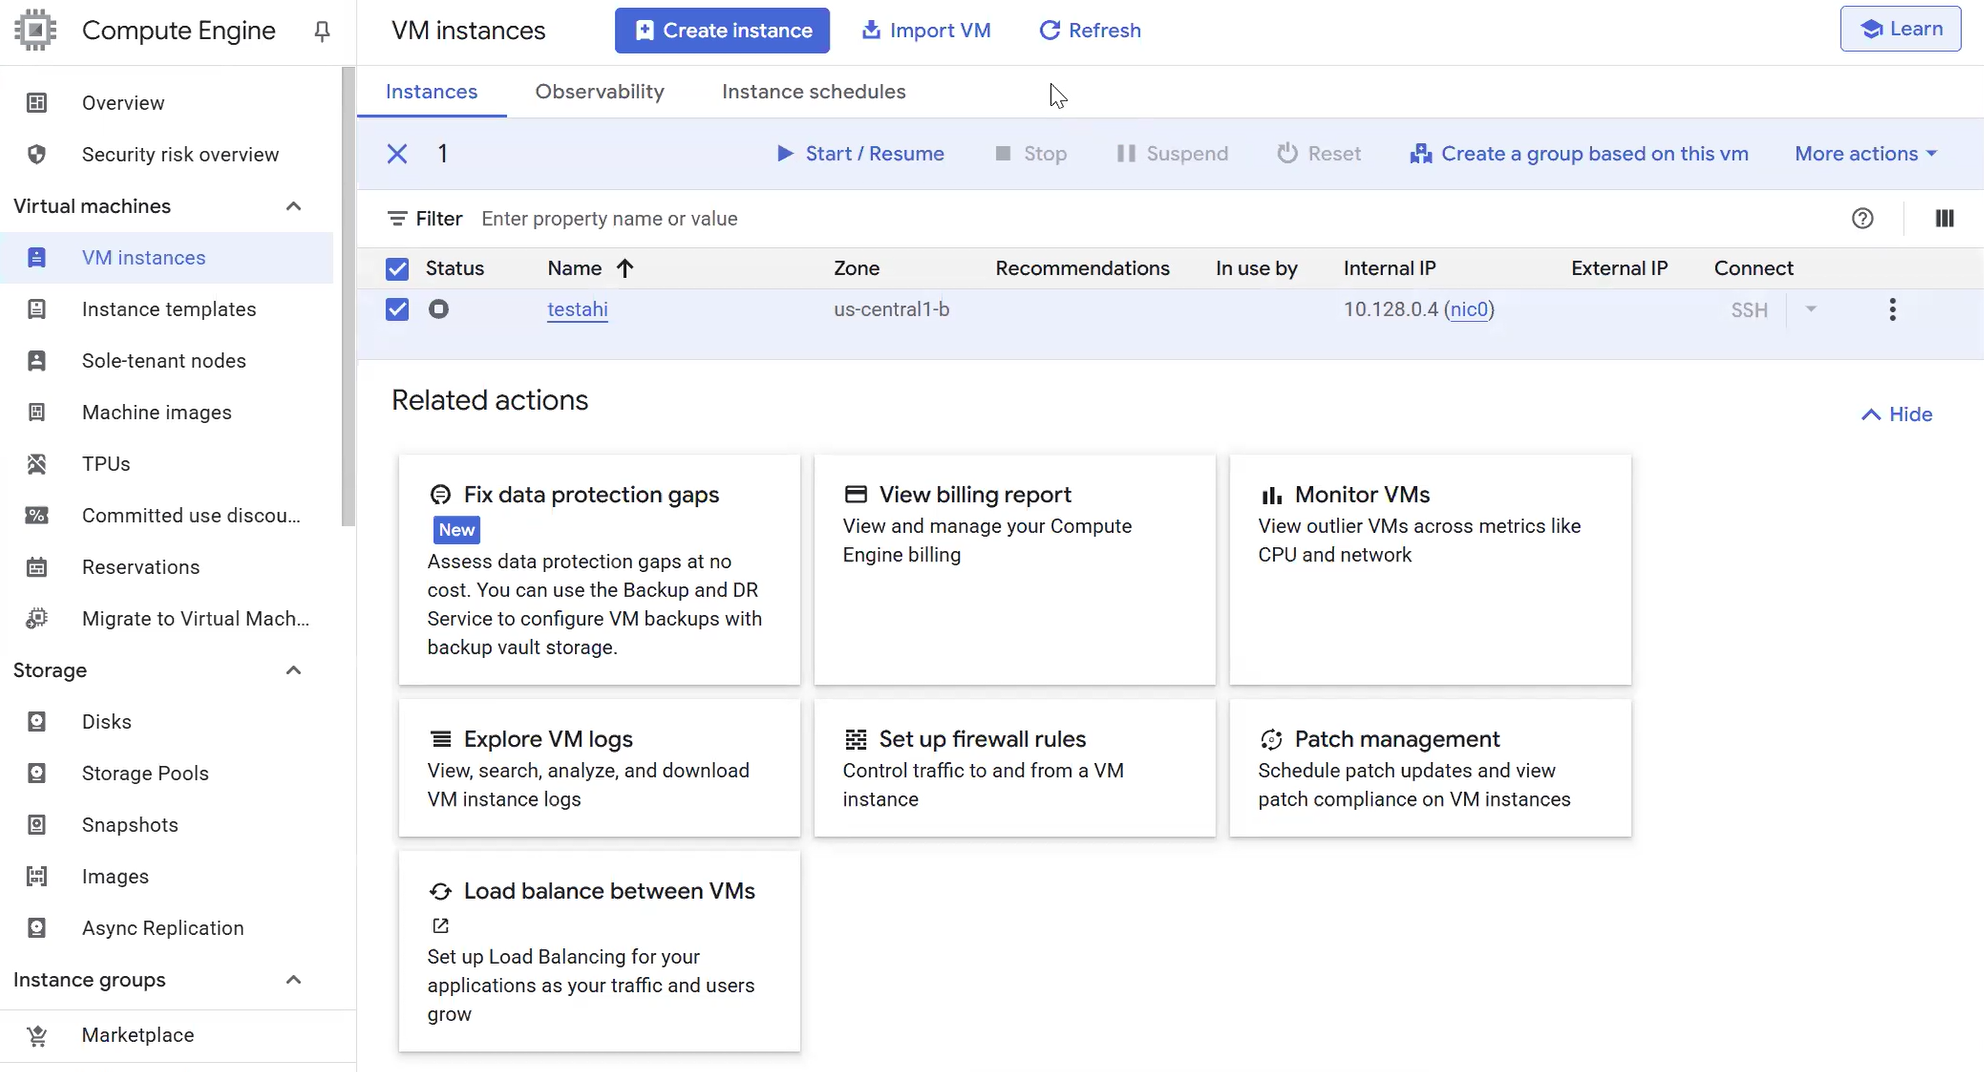 Compute Engine
VM instances
Create instance
Import VM
Refresh
Learn
Overview
Security risk overview
Virtual machines
VM instances
Instance templates
Sole-tenant nodes
Machine images
TPUs
Committed use discou...
Reservations
Migrate to Virtual Mach...
Storage
Disks
Storage Pools
Snapshots
Images
Async Replication
Instance groups
Marketplace
Instances Observability Instance schedules
1 Start / Resume Stop Suspend Reset Create a group based on this vm More actions
Filter Enter property name or value
Status Name Zone Recommendations In use by Internal IP External IP Connect
testahi us-central1-b 10.128.0.4 (nic0) SSH
Related actions
Hide
Fix data protection gaps
New
Assess data protection gaps at no
cost. You can use the Backup and DR
Service to configure VM backups with
backup vault storage.
View billing report
View and manage your Compute
Engine billing
Monitor VMs
View outlier VMs across metrics like
CPU and network
Explore VM logs
View, search, analyze, and download
VM instance logs
Set up firewall rules
Control traffic to and from a VM
instance
Patch management
Schedule patch updates and view
patch compliance on VM instances
Load balance between VMs
Set up Load Balancing for your
applications as your traffic and users
grow